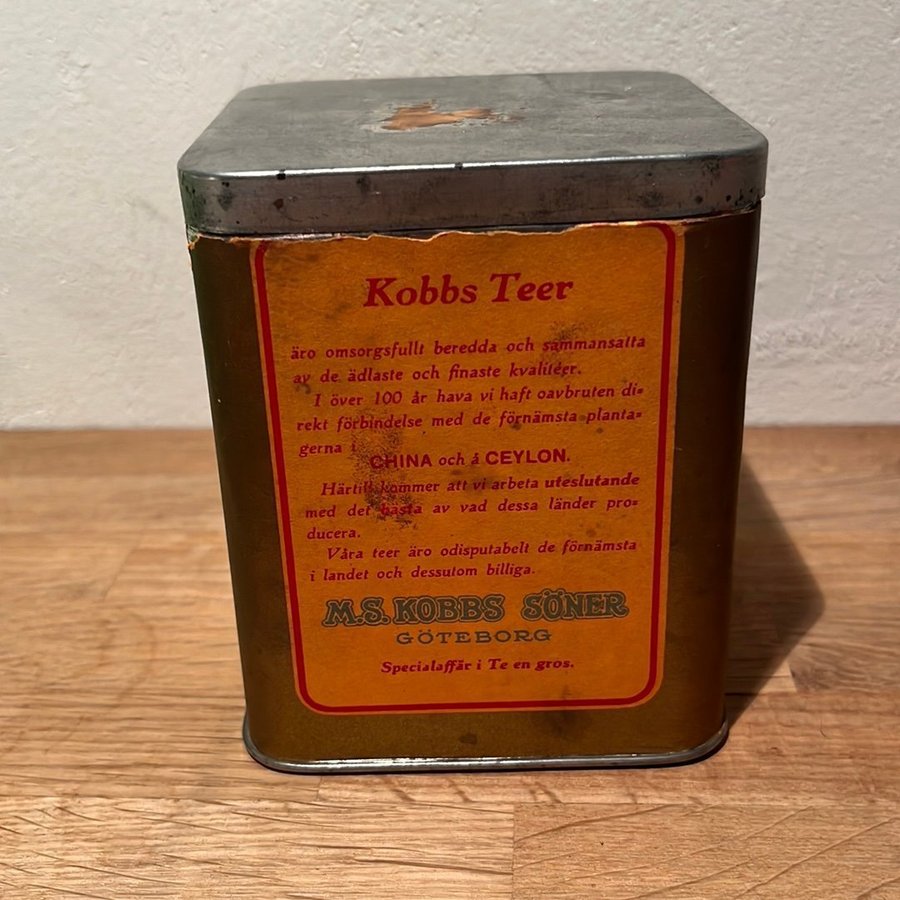 Kobbs Teer
äro omsorgsfullt beredda och sammansatta
av de ädlaste och finaste kvalitéer.
I över 100 år hava vi haft oavbruten di=
rekt förbindelse med de förnämsta planta=
gerna i
CHINA och å CEYLON.
Härtill kommer att vi arbeta uteslutande
med det bästa av vad dessa länder pro=
ducera.
Våra teer äro odisputabelt de förnämsta
i landet och dessutom billiga.
M.S. KOBBS SÖNER
GÖTEBORG
Specialaffär i Te en gros.